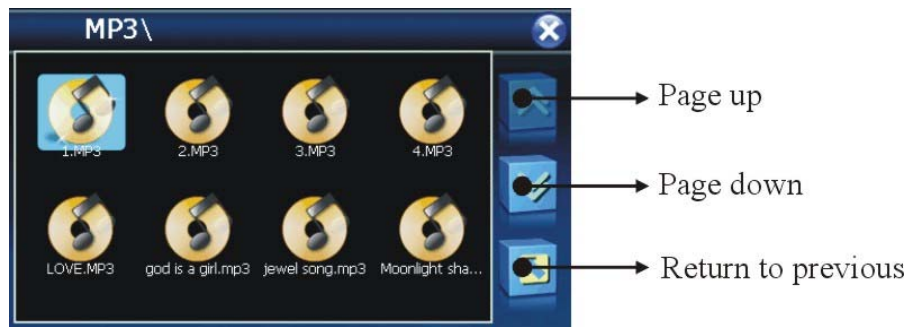 MP3\
1.MP3 2.MP3 3.MP3 4.MP3
LOVE.MP3 god is a girl.mp3 jewel song.mp3 Moonlight sha...
Page up
Page down
Return to previous